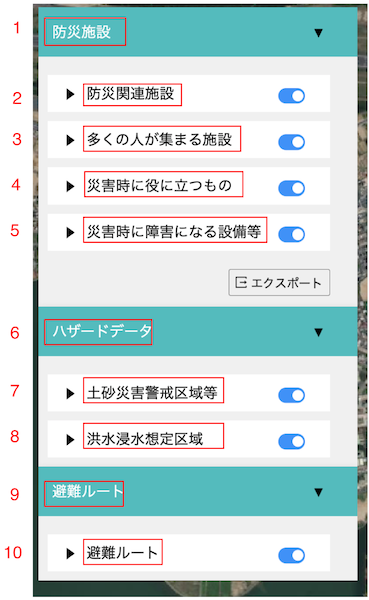 1 防災施設 ▼
2 ▶ 防災関連施設
3 ▶ 多くの人が集まる施設
4 ▶ 災害時に役に立つもの
5 ▶ 災害時に障害になる設備等
エクスポート
6 ハザードデータ ▼
7 ▶ 土砂災害警戒区域等
8 ▶ 洪水浸水想定区域
9 避難ルート ▼
10 ▶ 避難ルート